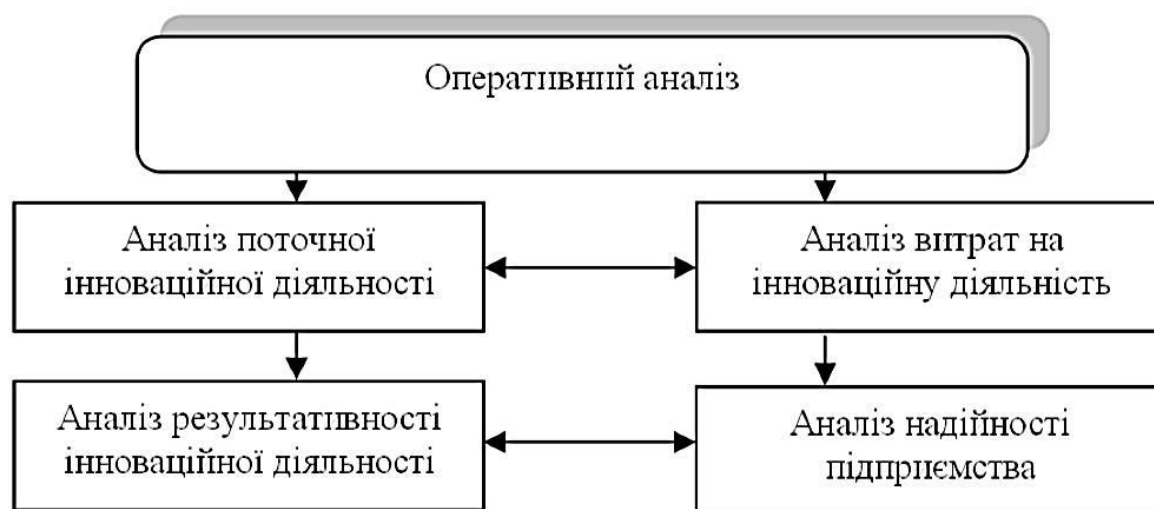 Оперативний аналіз
Аналіз поточної
інноваційної діяльності
Аналіз витрат на
інноваційну діяльність
Аналіз результативності
інноваційної діяльності
Аналіз надійності
підприємства